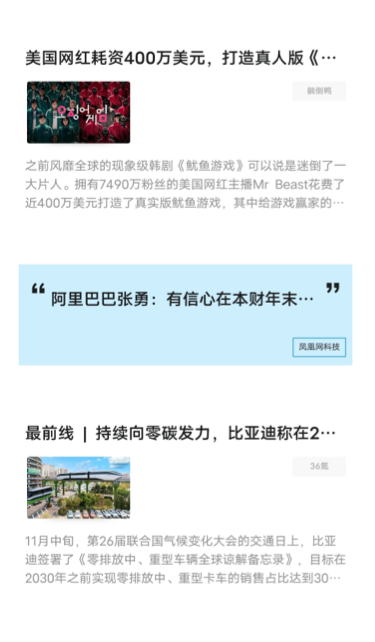 美国网红耗资400万美元，打造真人版《…
躺倒鸭
오징어게임
之前风靡全球的现象级韩剧《鱿鱼游戏》可以说是迷倒了一
大片人。拥有7490万粉丝的美国网红主播Mr Beast花费了
近400万美元打造了真实版鱿鱼游戏，其中给游戏赢家的…
“阿里巴巴张勇：有信心在本财年末…”
凤凰网科技
最前线 | 持续向零碳发力，比亚迪称在2…
36氪
11月中旬，第26届联合国气候变化大会的交通日上，比亚
迪签署了《零排放中、重型车辆全球谅解备忘录》，目标在
2030年之前实现零排放中、重型卡车的销售占比达到30…